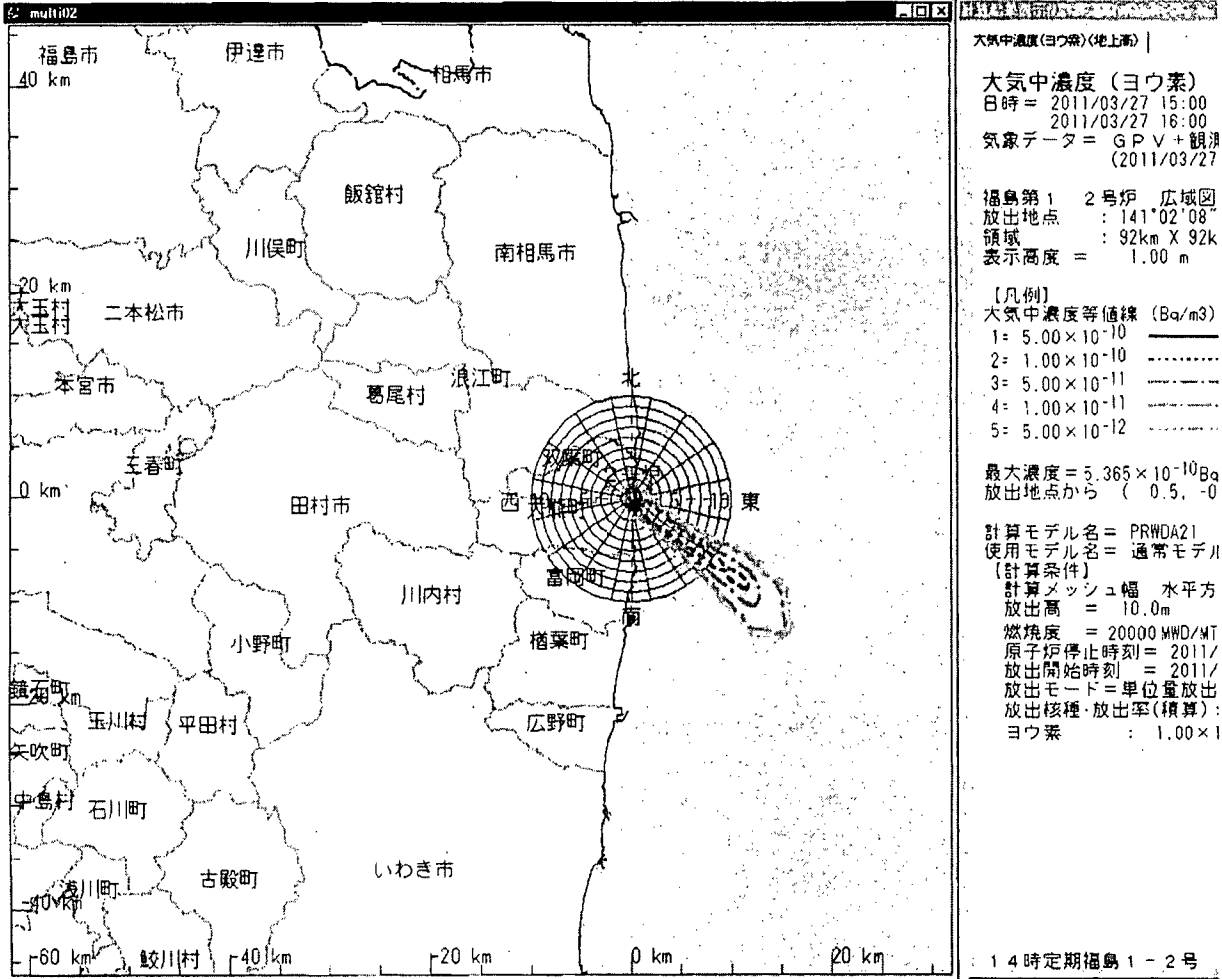 multi02
福島市
伊達市
相馬市
40 km
飯舘村
川俣町
南相馬市
20 km
大玉村
大玉村
二本松市
浪江町
北
本宮市
葛尾村
双葉町
三春町
0 km
田村市
西
東
富岡町
川内村
南
小野町
楢葉町
鏡石町
玉川村
平田村
広野町
矢吹町
中島村
石川町
古殿町
いわき市
浅川町
-40 km
鮫川村
-60 km
-40 km
-20 km
0 km
20 km
大気中濃度(ヨウ素)(地上高)
大気中濃度 (ヨウ素)
日時 = 2011/03/27 15:00
2011/03/27 16:00
気象データ = GPV+観測
(2011/03/27
福島第1 2号炉 広域図
放出地点 : 141°02'08"
領域 : 92km X 92k
表示高度 = 1.00 m
【凡例】
大気中濃度等値線 (Bq/m3)
1= 5.00×10⁻¹⁰
2= 1.00×10⁻¹⁰
3= 5.00×10⁻¹¹
4= 1.00×10⁻¹¹
5= 5.00×10⁻¹²
最大濃度=5.365×10⁻¹⁰Bq
放出地点から ( 0.5, -0
計算モデル名= PRWDA21
使用モデル名= 通常モデル
【計算条件】
計算メッシュ幅 水平方
放出高 = 10.0m
燃焼度 = 20000MWD/MT
原子炉停止時刻= 2011/
放出開始時刻 = 2011/
放出モード=単位量放出
放出核種・放出率(積算):
ヨウ素 : 1.00×1
14時定期福島1-2号